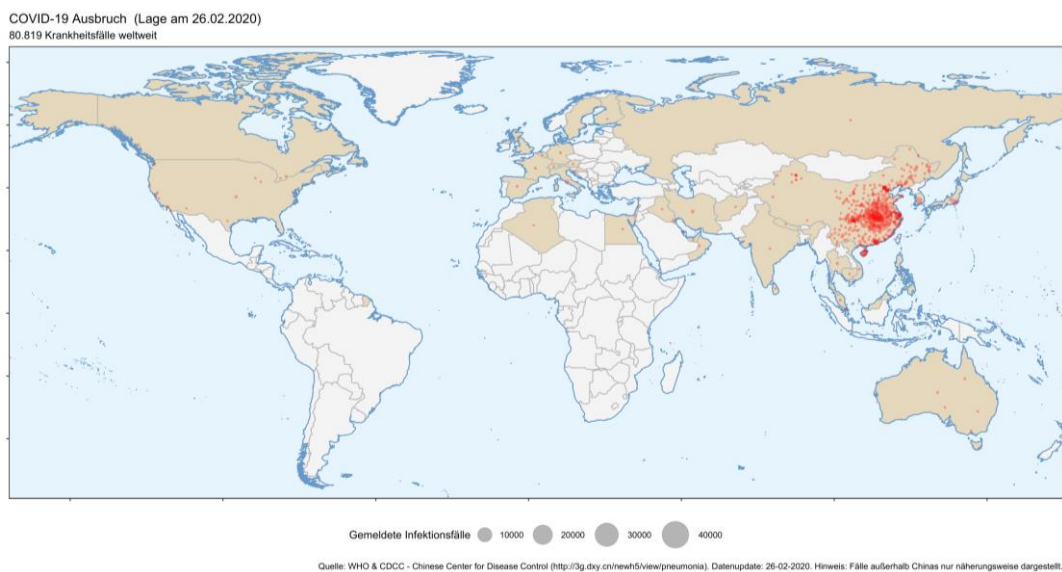 COVID-19 Ausbruch (Lage am 26.02.2020)
80.819 Krankheitsfälle weltweit
Gemeldete Infektionsfälle 10000 20000 30000 40000
Quelle: WHO & CDCC - Chinese Center for Disease Control (http://3g.dxy.cn/newh5/view/pneumonia). Datenupdate: 26-02-2020. Hinweis: Fälle außerhalb Chinas nur näherungsweise dargestell